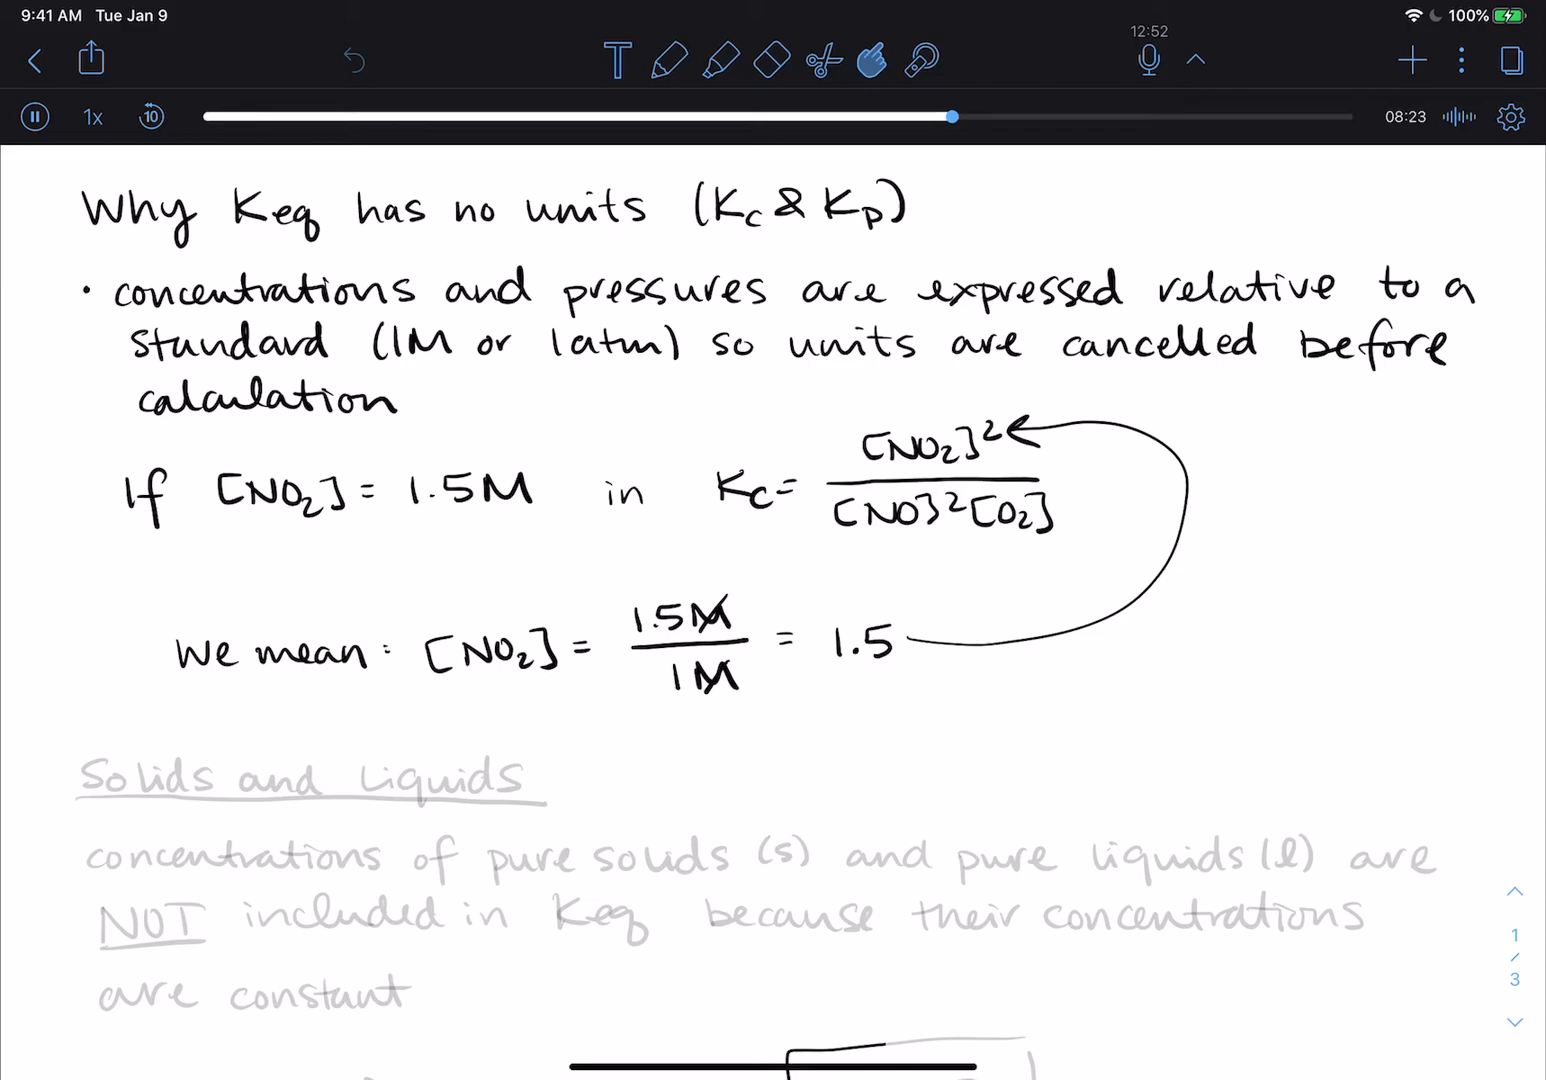 9:41 AM Tue Jan 9
100%
12:52
1x
10
08:23
Why Keq has no units (Kc & Kp)
• concentrations and pressures are expressed relative to a
standard (1M or 1atm) so units are cancelled before
calculation
If [NO₂] = 1.5M in Kc = [NO₂]² / [NO]²[O₂]
We mean: [NO₂] = 1.5M / 1M = 1.5
Solids and Liquids
concentrations of pure solids (s) and pure liquids (l) are
NOT included in Keq because their concentrations
are constant
1
/
3